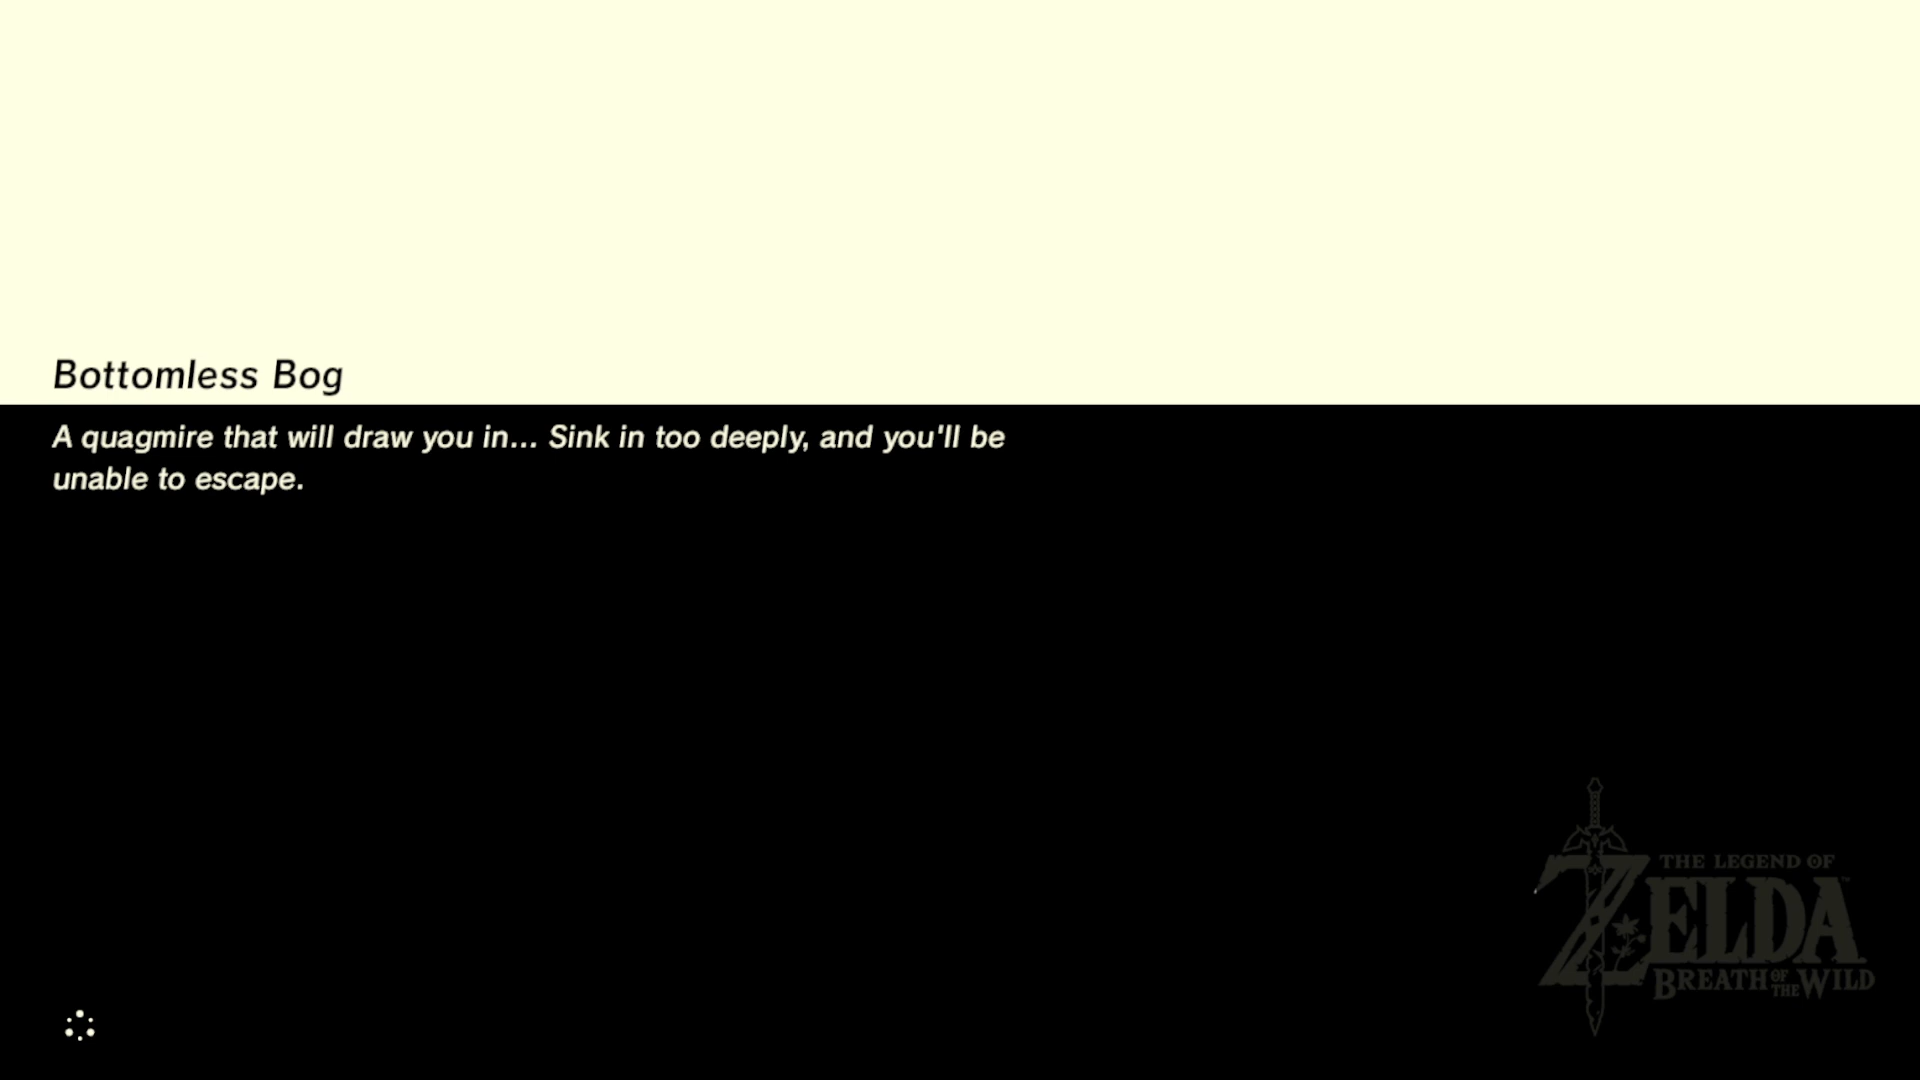 Bottomless Bog
A quagmire that will draw you in... Sink in too deeply, and you'll be
unable to escape.
THE LEGEND OF
ZELDA
BREATH OF THE WILD